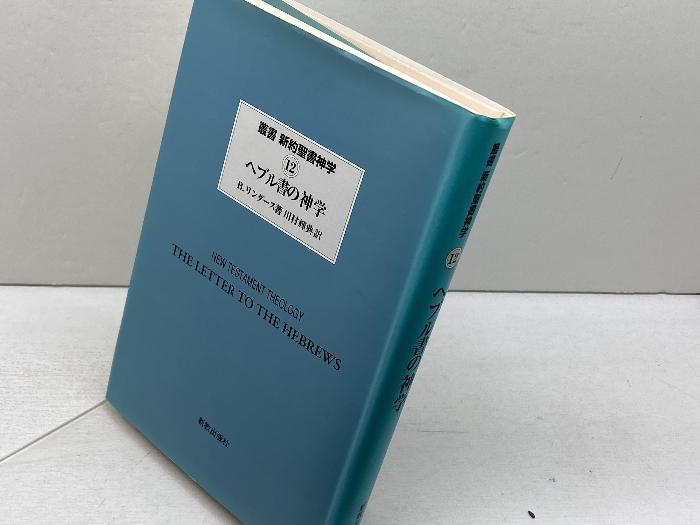 叢書 新約聖書神学
12
ヘブル書の神学
B.リンダース著 川村輝典訳
NEW TESTAMENT THEOLOGY
THE LETTER TO THE HEBREWS
新教出版社
叢書 新約聖書神学
12
ヘブル書の神学